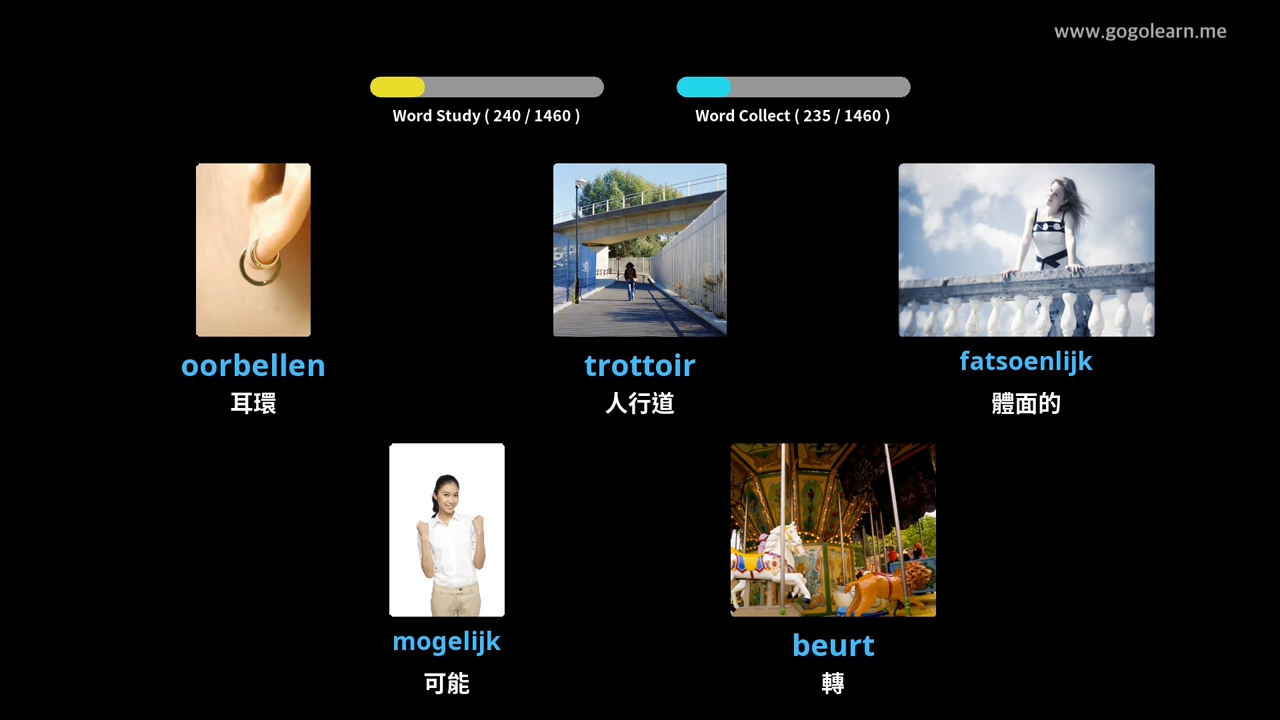 www.gogolearn.me
Word Study ( 240 / 1460 )
Word Collect ( 235 / 1460 )
oorbellen
耳環
trottoir
人行道
fatsoenlijk
體面的
mogelijk
可能
beurt
轉